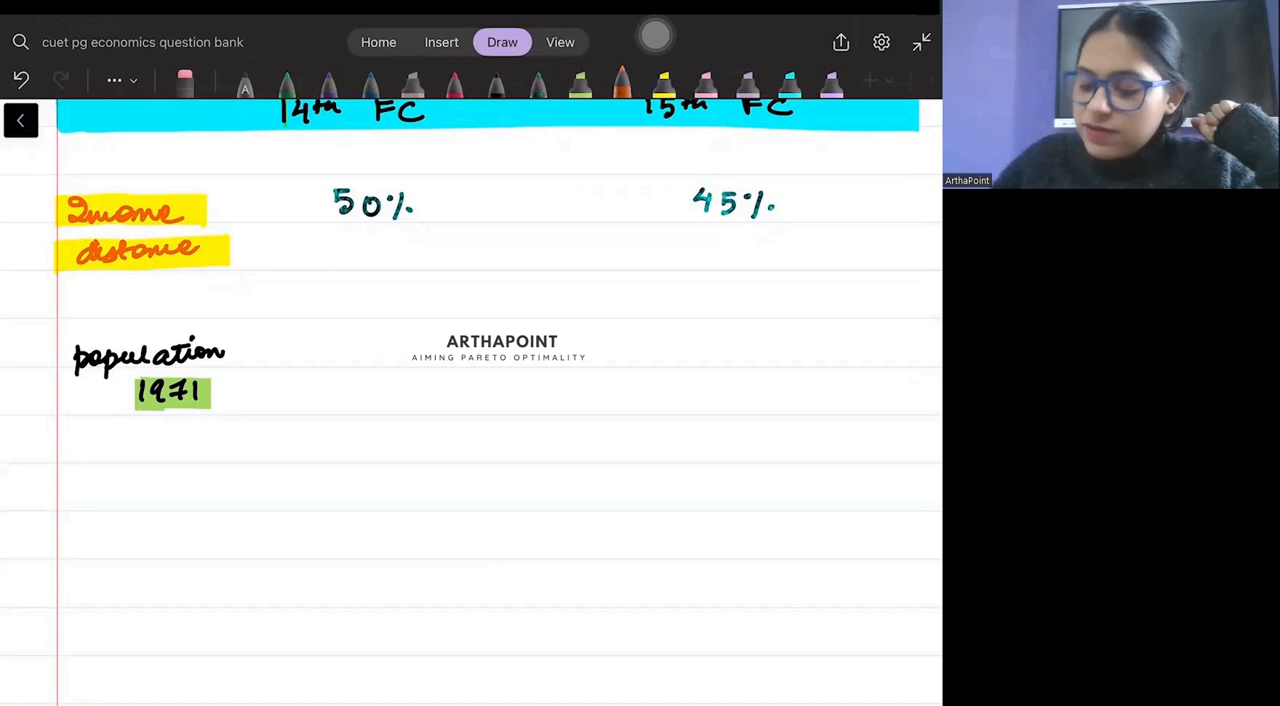 cuet pg economics question bank
Home Insert Draw View
A
14th FC 15th FC
Income 50% 45%
distance
ArthaPoint
population
1971
ARTHAPOINT
AIMING PARETO OPTIMALITY